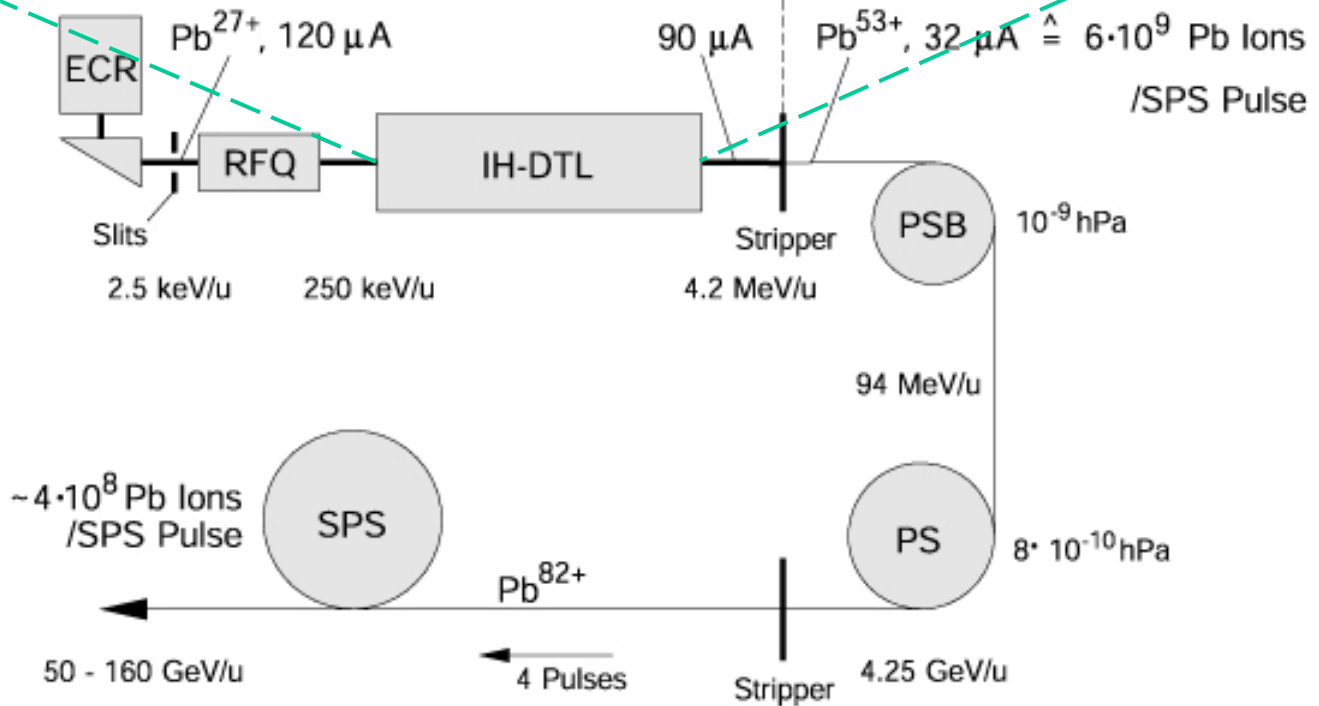 Pb27+, 120 μA
90 μA
Pb53+, 32 μA ≙ 6·10^9 Pb Ions
/SPS Pulse
ECR
RFQ
IH-DTL
Slits
Stripper
PSB
10^-9 hPa
2.5 keV/u
250 keV/u
4.2 MeV/u
94 MeV/u
~4·10^8 Pb Ions
/SPS Pulse
SPS
PS
8· 10^-10 hPa
Pb82+
50 - 160 GeV/u
4 Pulses
Stripper
4.25 GeV/u